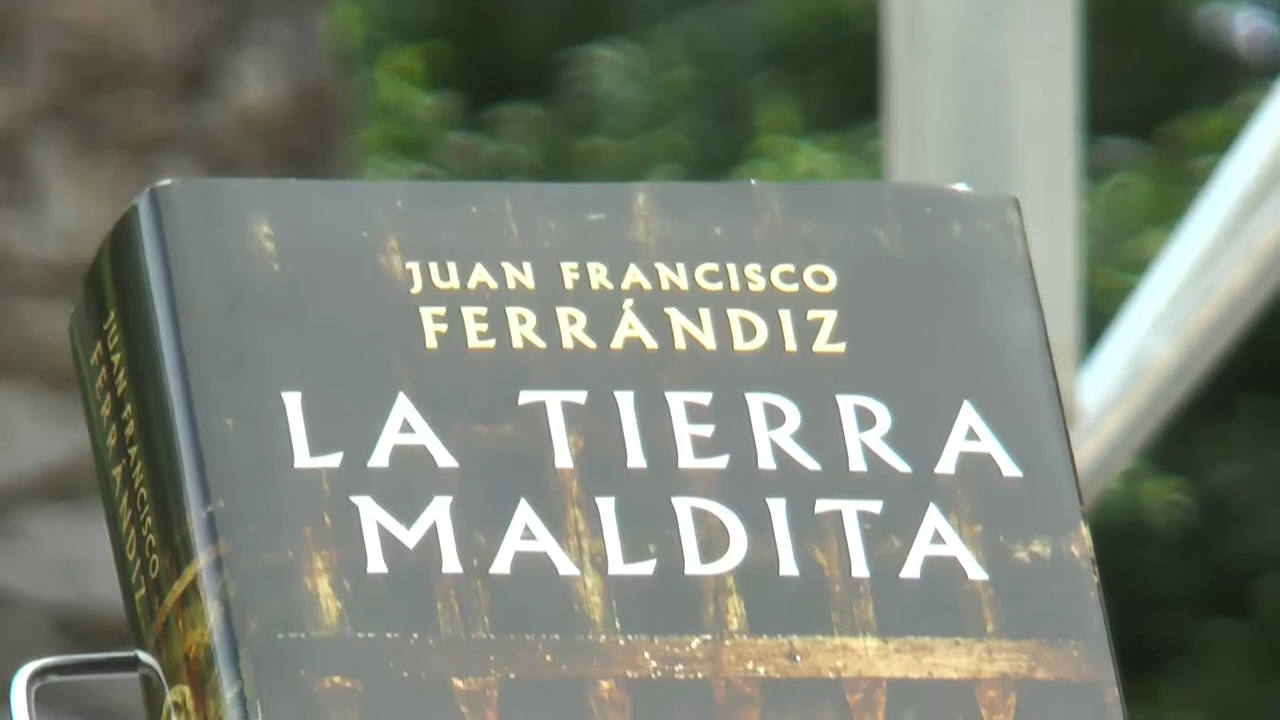 JUAN FRANCISCO
FERRÁNDIZ
LA TIERRA
MALDITA
JUAN FRANCISCO
FERRÁNDIZ